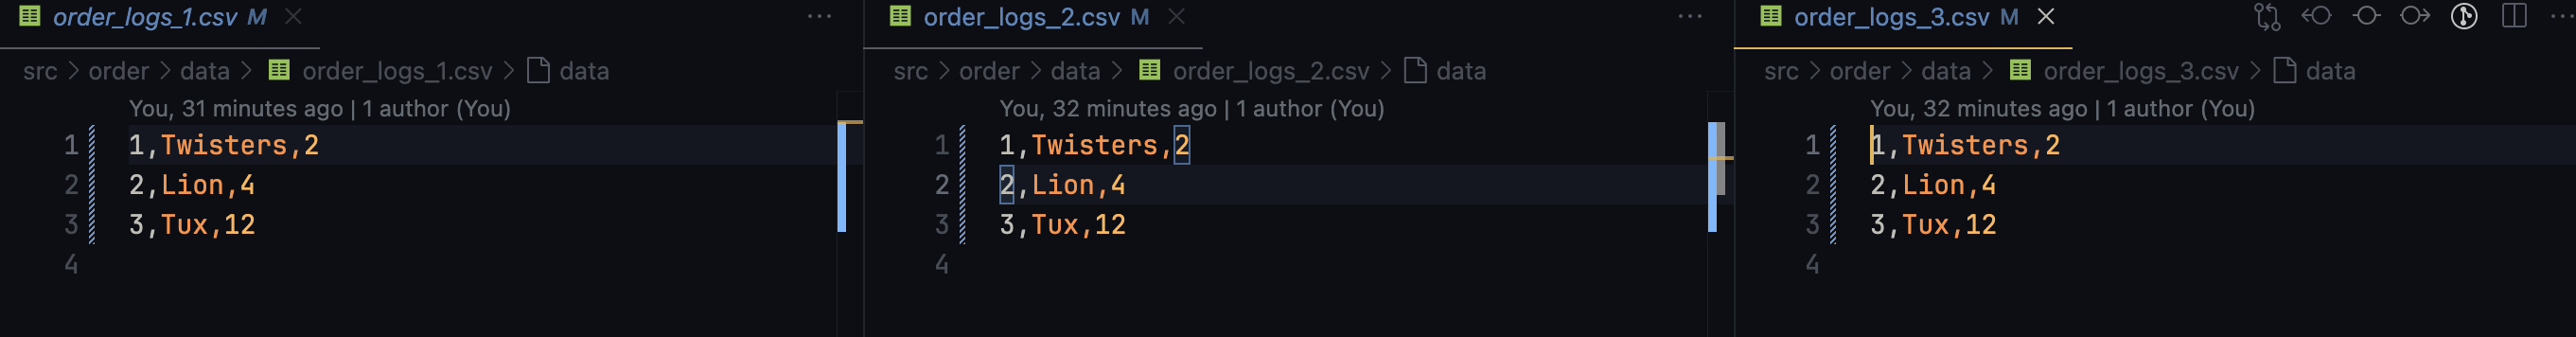 order_logs_1.csv M
src > order > data > order_logs_1.csv > data
You, 31 minutes ago | 1 author (You)
1 1,Twisters,2
2 2,Lion,4
3 3,Tux,12
4
order_logs_2.csv M
src > order > data > order_logs_2.csv > data
You, 32 minutes ago | 1 author (You)
1 1,Twisters,2
2 2,Lion,4
3 3,Tux,12
4
order_logs_3.csv M
src > order > data > order_logs_3.csv > data
You, 32 minutes ago | 1 author (You)
1 1,Twisters,2
2 2,Lion,4
3 3,Tux,12
4